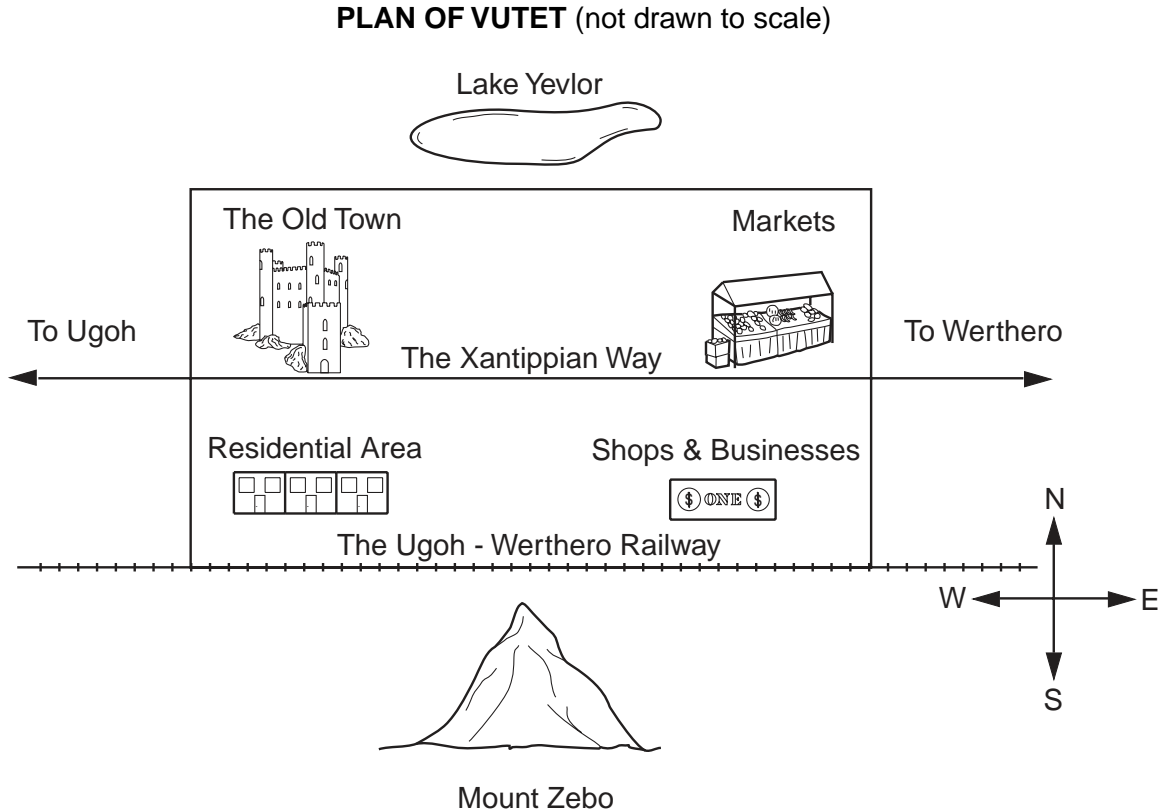 PLAN OF VUTET (not drawn to scale)
Lake Yevlor
The Old Town
Markets
To Ugoh
The Xantippian Way
To Werthero
Residential Area
Shops & Businesses
$ ONE $
The Ugoh - Werthero Railway
N
W
E
S
Mount Zebo